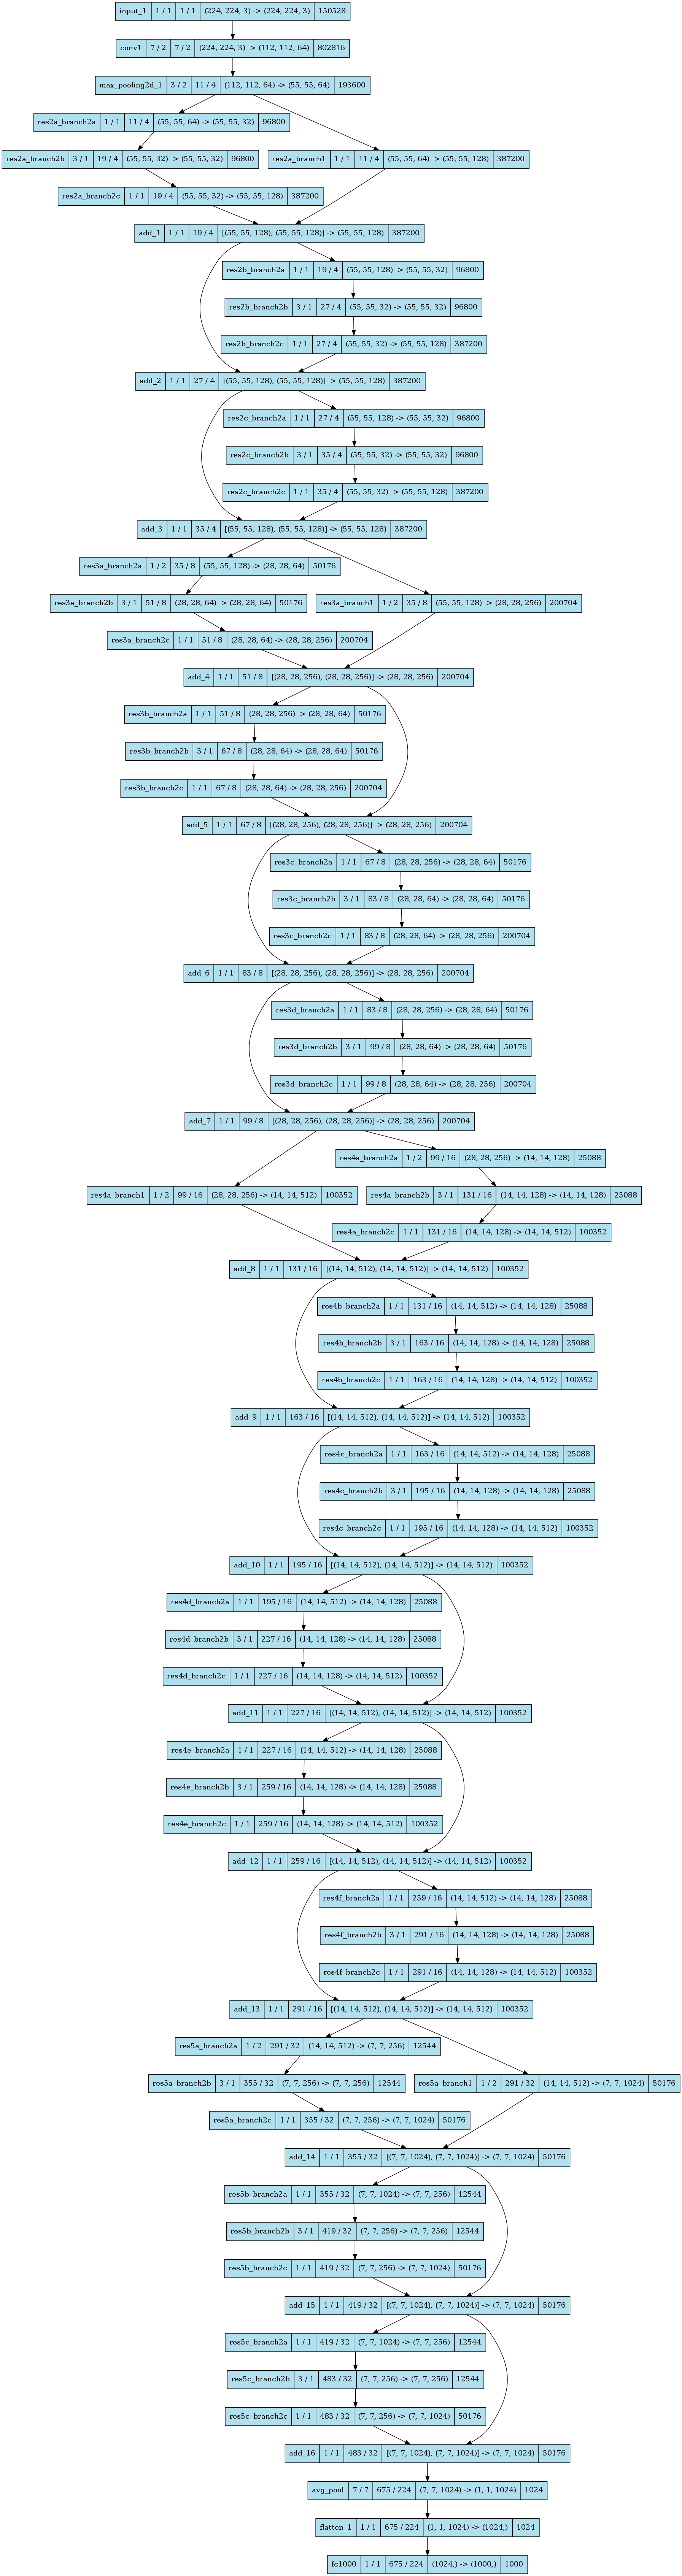 input_1 1 / 1 1 / 1 (224, 224, 3) -> (224, 224, 3) 150528
conv1 7 / 2 7 / 2 (224, 224, 3) -> (112, 112, 64) 802816
max_pooling2d_1 3 / 2 11 / 4 (112, 112, 64) -> (55, 55, 64) 193600
res2a_branch2a 1 / 1 11 / 4 (55, 55, 64) -> (55, 55, 32) 96800
res2a_branch2b 3 / 1 19 / 4 (55, 55, 32) -> (55, 55, 32) 96800
res2a_branch1 1 / 1 11 / 4 (55, 55, 64) -> (55, 55, 128) 387200
res2a_branch2c 1 / 1 19 / 4 (55, 55, 32) -> (55, 55, 128) 387200
add_1 1 / 1 19 / 4 [(55, 55, 128), (55, 55, 128)] -> (55, 55, 128) 387200
res2b_branch2a 1 / 1 19 / 4 (55, 55, 128) -> (55, 55, 32) 96800
res2b_branch2b 3 / 1 27 / 4 (55, 55, 32) -> (55, 55, 32) 96800
res2b_branch2c 1 / 1 27 / 4 (55, 55, 32) -> (55, 55, 128) 387200
add_2 1 / 1 27 / 4 [(55, 55, 128), (55, 55, 128)] -> (55, 55, 128) 387200
res2c_branch2a 1 / 1 27 / 4 (55, 55, 128) -> (55, 55, 32) 96800
res2c_branch2b 3 / 1 35 / 4 (55, 55, 32) -> (55, 55, 32) 96800
res2c_branch2c 1 / 1 35 / 4 (55, 55, 32) -> (55, 55, 128) 387200
add_3 1 / 1 35 / 4 [(55, 55, 128), (55, 55, 128)] -> (55, 55, 128) 387200
res3a_branch2a 1 / 2 35 / 8 (55, 55, 128) -> (28, 28, 64) 50176
res3a_branch2b 3 / 1 51 / 8 (28, 28, 64) -> (28, 28, 64) 50176
res3a_branch1 1 / 2 35 / 8 (55, 55, 128) -> (28, 28, 256) 200704
res3a_branch2c 1 / 1 51 / 8 (28, 28, 64) -> (28, 28, 256) 200704
add_4 1 / 1 51 / 8 [(28, 28, 256), (28, 28, 256)] -> (28, 28, 256) 200704
res3b_branch2a 1 / 1 51 / 8 (28, 28, 256) -> (28, 28, 64) 50176
res3b_branch2b 3 / 1 67 / 8 (28, 28, 64) -> (28, 28, 64) 50176
res3b_branch2c 1 / 1 67 / 8 (28, 28, 64) -> (28, 28, 256) 200704
add_5 1 / 1 67 / 8 [(28, 28, 256), (28, 28, 256)] -> (28, 28, 256) 200704
res3c_branch2a 1 / 1 67 / 8 (28, 28, 256) -> (28, 28, 64) 50176
res3c_branch2b 3 / 1 83 / 8 (28, 28, 64) -> (28, 28, 64) 50176
res3c_branch2c 1 / 1 83 / 8 (28, 28, 64) -> (28, 28, 256) 200704
add_6 1 / 1 83 / 8 [(28, 28, 256), (28, 28, 256)] -> (28, 28, 256) 200704
res3d_branch2a 1 / 1 83 / 8 (28, 28, 256) -> (28, 28, 64) 50176
res3d_branch2b 3 / 1 99 / 8 (28, 28, 64) -> (28, 28, 64) 50176
res3d_branch2c 1 / 1 99 / 8 (28, 28, 64) -> (28, 28, 256) 200704
add_7 1 / 1 99 / 8 [(28, 28, 256), (28, 28, 256)] -> (28, 28, 256) 200704
res4a_branch2a 1 / 2 99 / 16 (28, 28, 256) -> (14, 14, 128) 25088
res4a_branch1 1 / 2 99 / 16 (28, 28, 256) -> (14, 14, 512) 100352
res4a_branch2b 3 / 1 131 / 16 (14, 14, 128) -> (14, 14, 128) 25088
res4a_branch2c 1 / 1 131 / 16 (14, 14, 128) -> (14, 14, 512) 100352
add_8 1 / 1 131 / 16 [(14, 14, 512), (14, 14, 512)] -> (14, 14, 512) 100352
res4b_branch2a 1 / 1 131 / 16 (14, 14, 512) -> (14, 14, 128) 25088
res4b_branch2b 3 / 1 163 / 16 (14, 14, 128) -> (14, 14, 128) 25088
res4b_branch2c 1 / 1 163 / 16 (14, 14, 128) -> (14, 14, 512) 100352
add_9 1 / 1 163 / 16 [(14, 14, 512), (14, 14, 512)] -> (14, 14, 512) 100352
res4c_branch2a 1 / 1 163 / 16 (14, 14, 512) -> (14, 14, 128) 25088
res4c_branch2b 3 / 1 195 / 16 (14, 14, 128) -> (14, 14, 128) 25088
res4c_branch2c 1 / 1 195 / 16 (14, 14, 128) -> (14, 14, 512) 100352
add_10 1 / 1 195 / 16 [(14, 14, 512), (14, 14, 512)] -> (14, 14, 512) 100352
res4d_branch2a 1 / 1 195 / 16 (14, 14, 512) -> (14, 14, 128) 25088
res4d_branch2b 3 / 1 227 / 16 (14, 14, 128) -> (14, 14, 128) 25088
res4d_branch2c 1 / 1 227 / 16 (14, 14, 128) -> (14, 14, 512) 100352
add_11 1 / 1 227 / 16 [(14, 14, 512), (14, 14, 512)] -> (14, 14, 512) 100352
res4e_branch2a 1 / 1 227 / 16 (14, 14, 512) -> (14, 14, 128) 25088
res4e_branch2b 3 / 1 259 / 16 (14, 14, 128) -> (14, 14, 128) 25088
res4e_branch2c 1 / 1 259 / 16 (14, 14, 128) -> (14, 14, 512) 100352
add_12 1 / 1 259 / 16 [(14, 14, 512), (14, 14, 512)] -> (14, 14, 512) 100352
res4f_branch2a 1 / 1 259 / 16 (14, 14, 512) -> (14, 14, 128) 25088
res4f_branch2b 3 / 1 291 / 16 (14, 14, 128) -> (14, 14, 128) 25088
res4f_branch2c 1 / 1 291 / 16 (14, 14, 128) -> (14, 14, 512) 100352
add_13 1 / 1 291 / 16 [(14, 14, 512), (14, 14, 512)] -> (14, 14, 512) 100352
res5a_branch2a 1 / 2 291 / 32 (14, 14, 512) -> (7, 7, 256) 12544
res5a_branch2b 3 / 1 355 / 32 (7, 7, 256) -> (7, 7, 256) 12544
res5a_branch1 1 / 2 291 / 32 (14, 14, 512) -> (7, 7, 1024) 50176
res5a_branch2c 1 / 1 355 / 32 (7, 7, 256) -> (7, 7, 1024) 50176
add_14 1 / 1 355 / 32 [(7, 7, 1024), (7, 7, 1024)] -> (7, 7, 1024) 50176
res5b_branch2a 1 / 1 355 / 32 (7, 7, 1024) -> (7, 7, 256) 12544
res5b_branch2b 3 / 1 419 / 32 (7, 7, 256) -> (7, 7, 256) 12544
res5b_branch2c 1 / 1 419 / 32 (7, 7, 256) -> (7, 7, 1024) 50176
add_15 1 / 1 419 / 32 [(7, 7, 1024), (7, 7, 1024)] -> (7, 7, 1024) 50176
res5c_branch2a 1 / 1 419 / 32 (7, 7, 1024) -> (7, 7, 256) 12544
res5c_branch2b 3 / 1 483 / 32 (7, 7, 256) -> (7, 7, 256) 12544
res5c_branch2c 1 / 1 483 / 32 (7, 7, 256) -> (7, 7, 1024) 50176
add_16 1 / 1 483 / 32 [(7, 7, 1024), (7, 7, 1024)] -> (7, 7, 1024) 50176
avg_pool 7 / 7 675 / 224 (7, 7, 1024) -> (1, 1, 1024) 1024
flatten_1 1 / 1 675 / 224 (1, 1, 1024) -> (1024,) 1024
fc1000 1 / 1 675 / 224 (1024,) -> (1000,) 1000